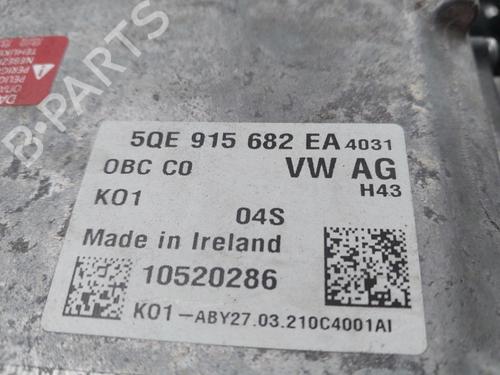 B-PARTS
5QE 915 682 EA 4031
OBC C0 VW AG
K01 H43
04S
Made in Ireland
10520286
K01-ABY27.03.210C4001AI